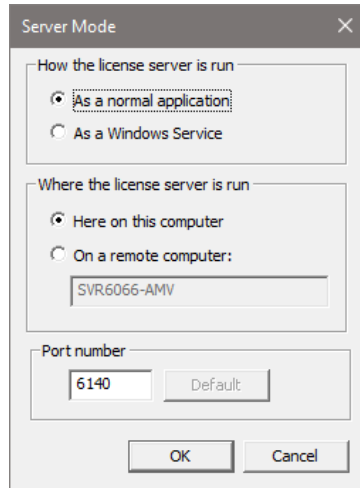 Server Mode
How the license server is run
As a normal application
As a Windows Service
Where the license server is run
Here on this computer
On a remote computer:
SVR6066-AMV
Port number
6140 Default
OK Cancel